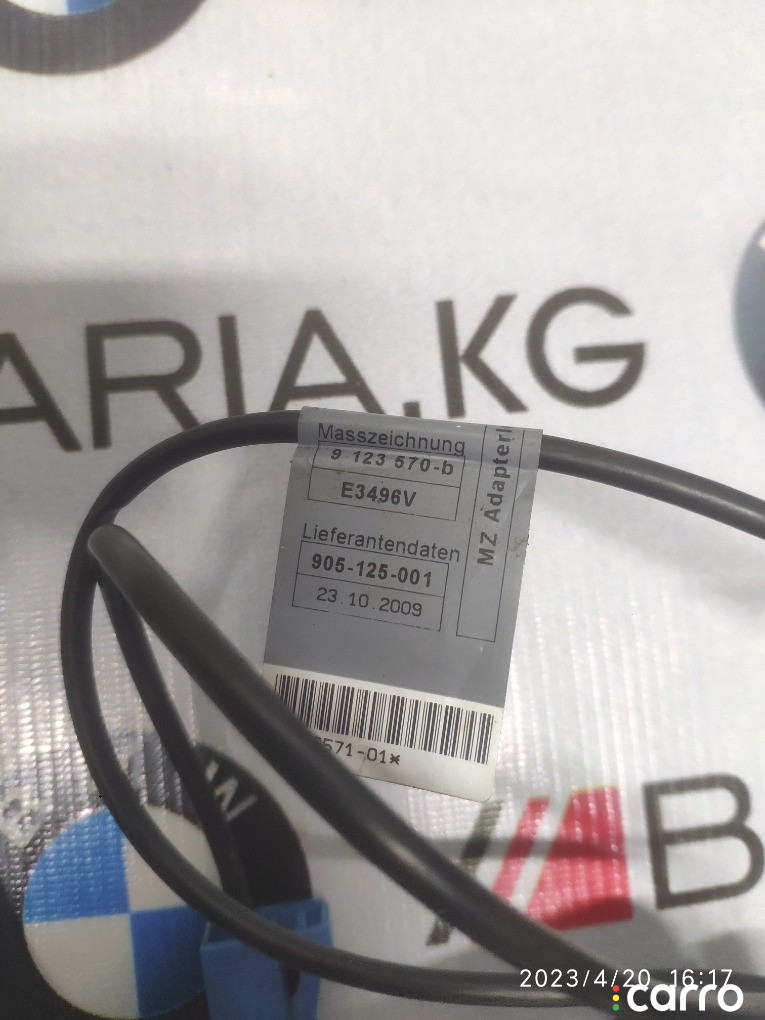 ARIA.KG
Masszeichnung
9 123 570-b
E3496V
Lieferantendaten
905-125-001
23.10.2009
MZ Adapterl
571-01*
B
M
2023/4/20 16:17
carro